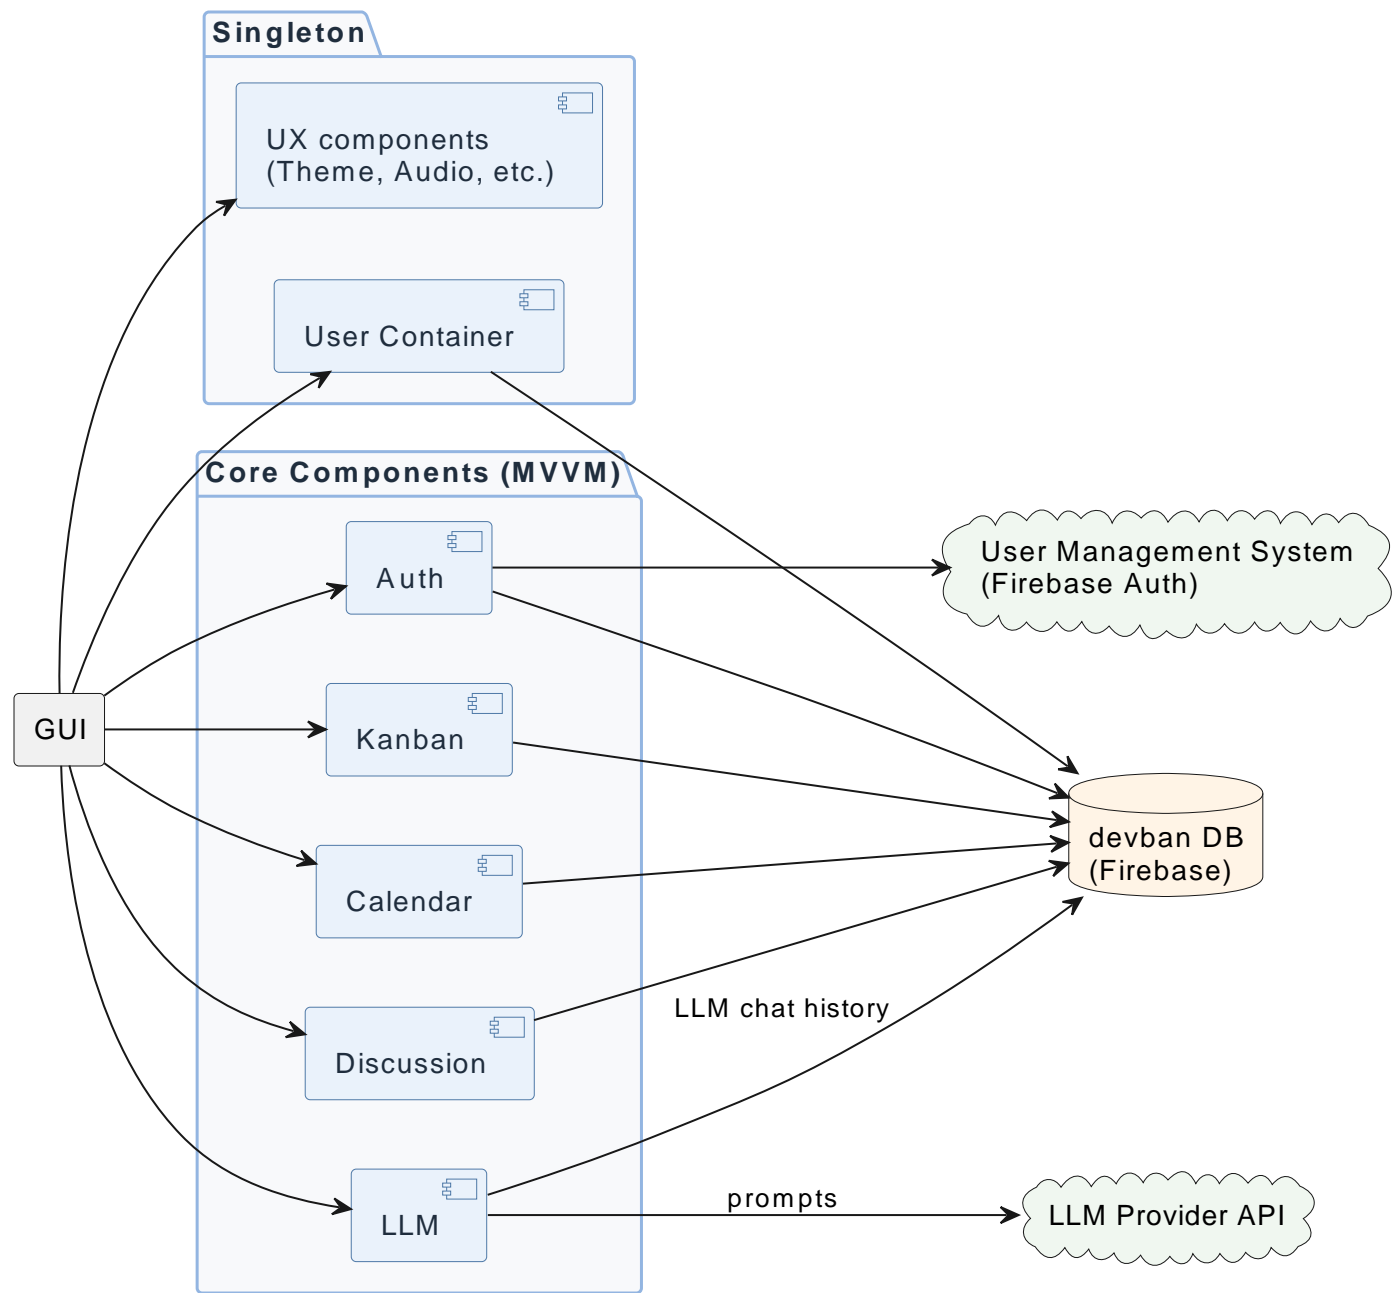 Singleton
UX components
(Theme, Audio, etc.)
User Container
Core Components (MVVM)
Auth
User Management System
(Firebase Auth)
GUI
Kanban
devban DB
(Firebase)
Calendar
LLM chat history
Discussion
prompts
LLM
LLM Provider API